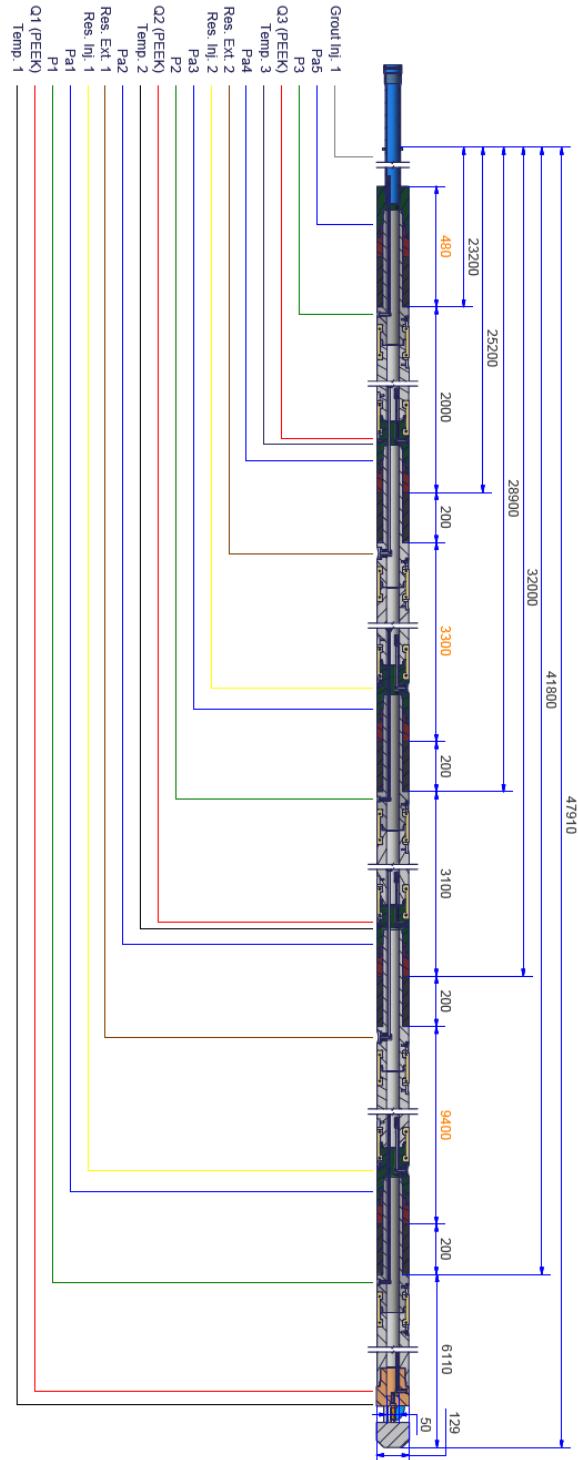 Grout Inj. 1
Pa5
P3
Q3 (PEEK)
Temp. 3
Pa4
Res. Ext. 2
Res. Inj. 2
Pa3
P2
Q2 (PEEK)
Temp. 2
Pa2
Res. Ext. 1
Res. Inj. 1
Pa1
P1
Q1 (PEEK)
Temp. 1
480
2000
200
3300
200
3100
200
9400
200
6110
23200
25200
28900
32000
41800
47910
50
129